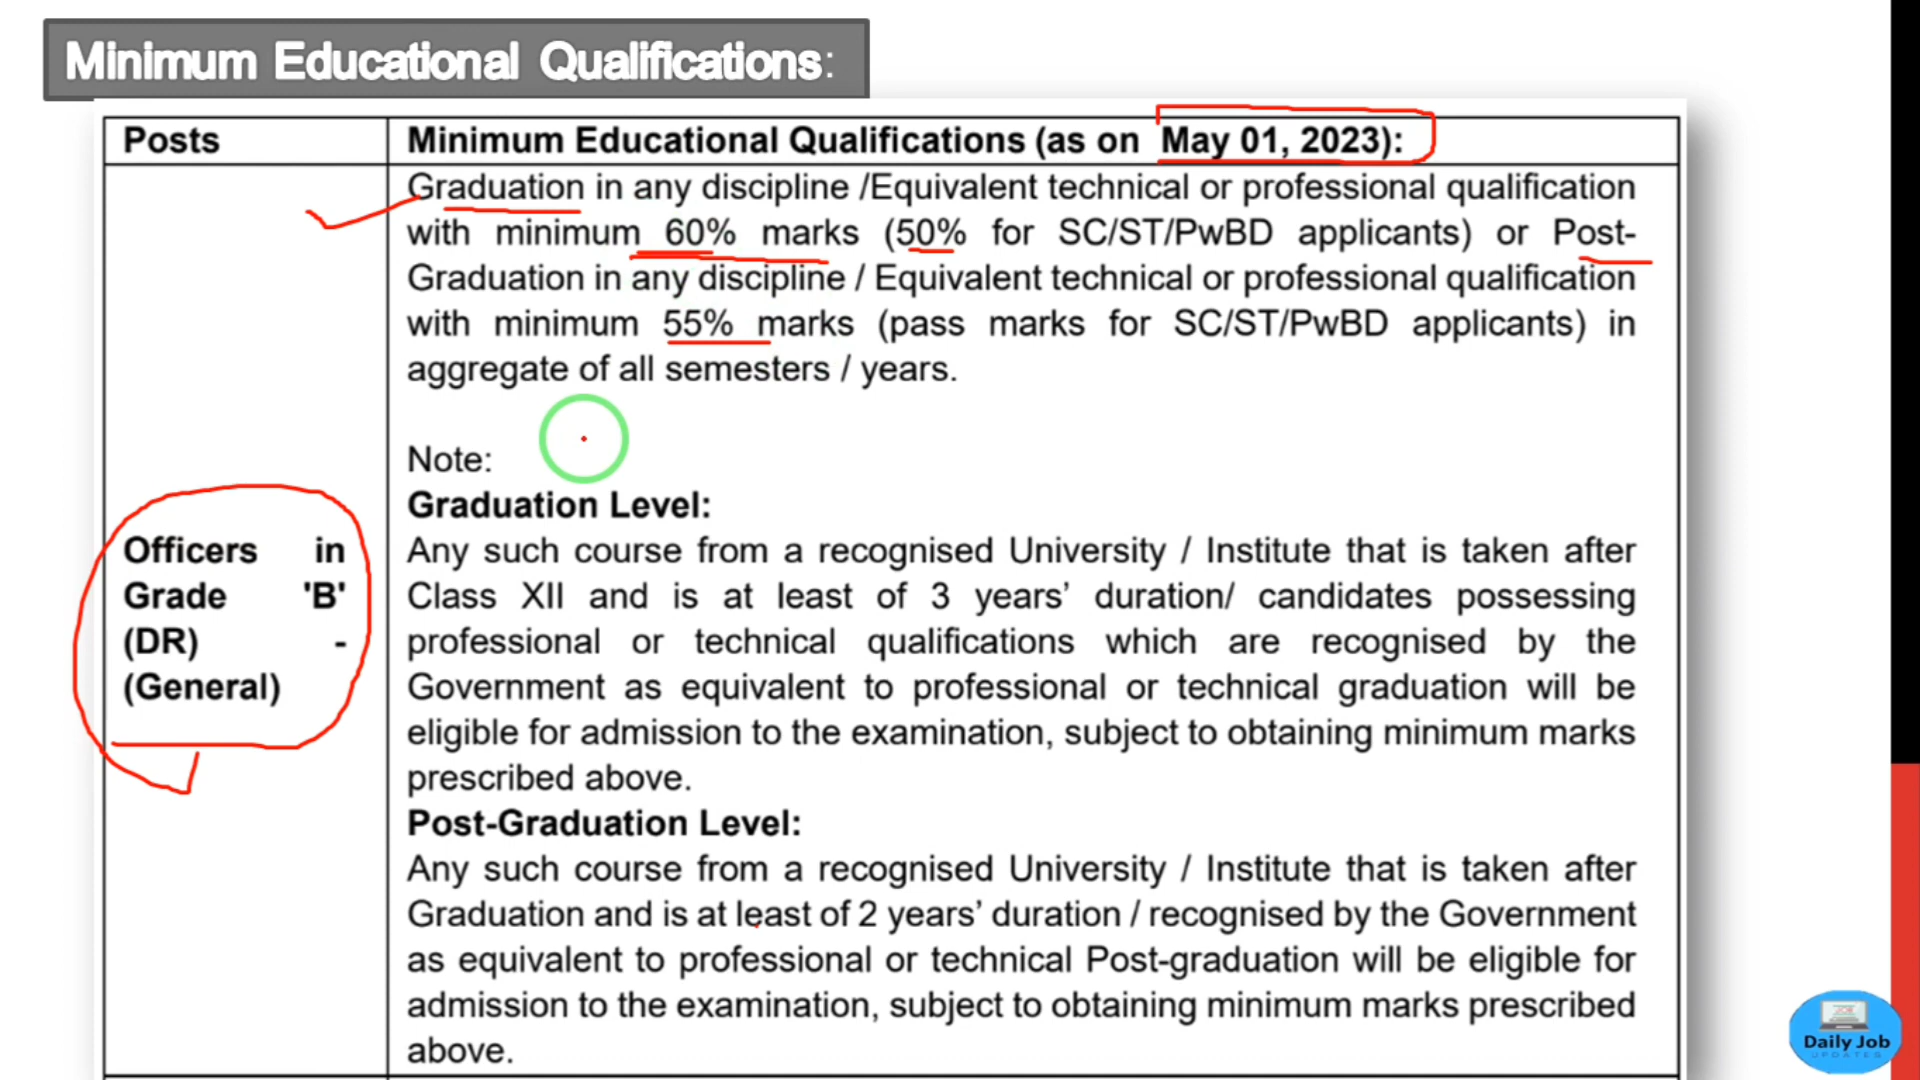 Minimum Educational Qualifications:
Posts
Minimum Educational Qualifications (as on May 01, 2023):
Officers in
Grade 'B'
(DR) -
(General)
Graduation in any discipline /Equivalent technical or professional qualification
with minimum 60% marks (50% for SC/ST/PwBD applicants) or Post-
Graduation in any discipline / Equivalent technical or professional qualification
with minimum 55% marks (pass marks for SC/ST/PwBD applicants) in
aggregate of all semesters / years.
Note:
Graduation Level:
Any such course from a recognised University / Institute that is taken after
Class XII and is at least of 3 years’ duration/ candidates possessing
professional or technical qualifications which are recognised by the
Government as equivalent to professional or technical graduation will be
eligible for admission to the examination, subject to obtaining minimum marks
prescribed above.
Post-Graduation Level:
Any such course from a recognised University / Institute that is taken after
Graduation and is at least of 2 years’ duration / recognised by the Government
as equivalent to professional or technical Post-graduation will be eligible for
admission to the examination, subject to obtaining minimum marks prescribed
above.
Daily Job
UPDATES